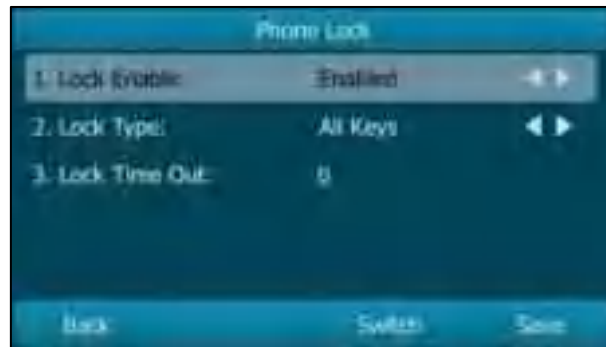 Phone Lock
1. Lock Enable: Enabled
2. Lock Type: All Keys
3. Lock Time Out: 0
Back Switch Save